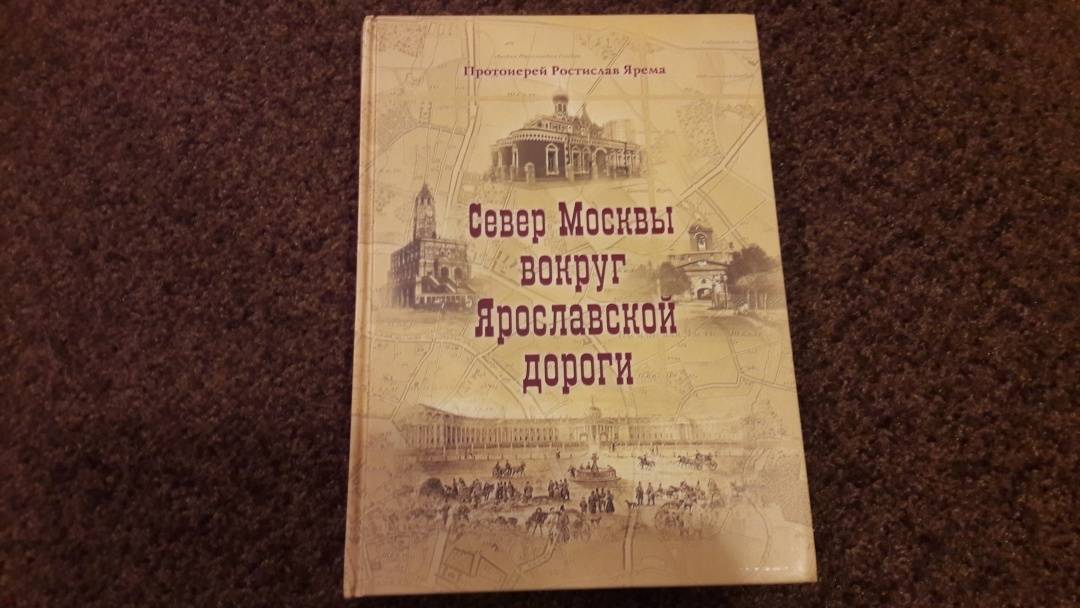 Протоиерей Ростислав Ярема
Север Москвы
вокруг
Ярославской
дороги